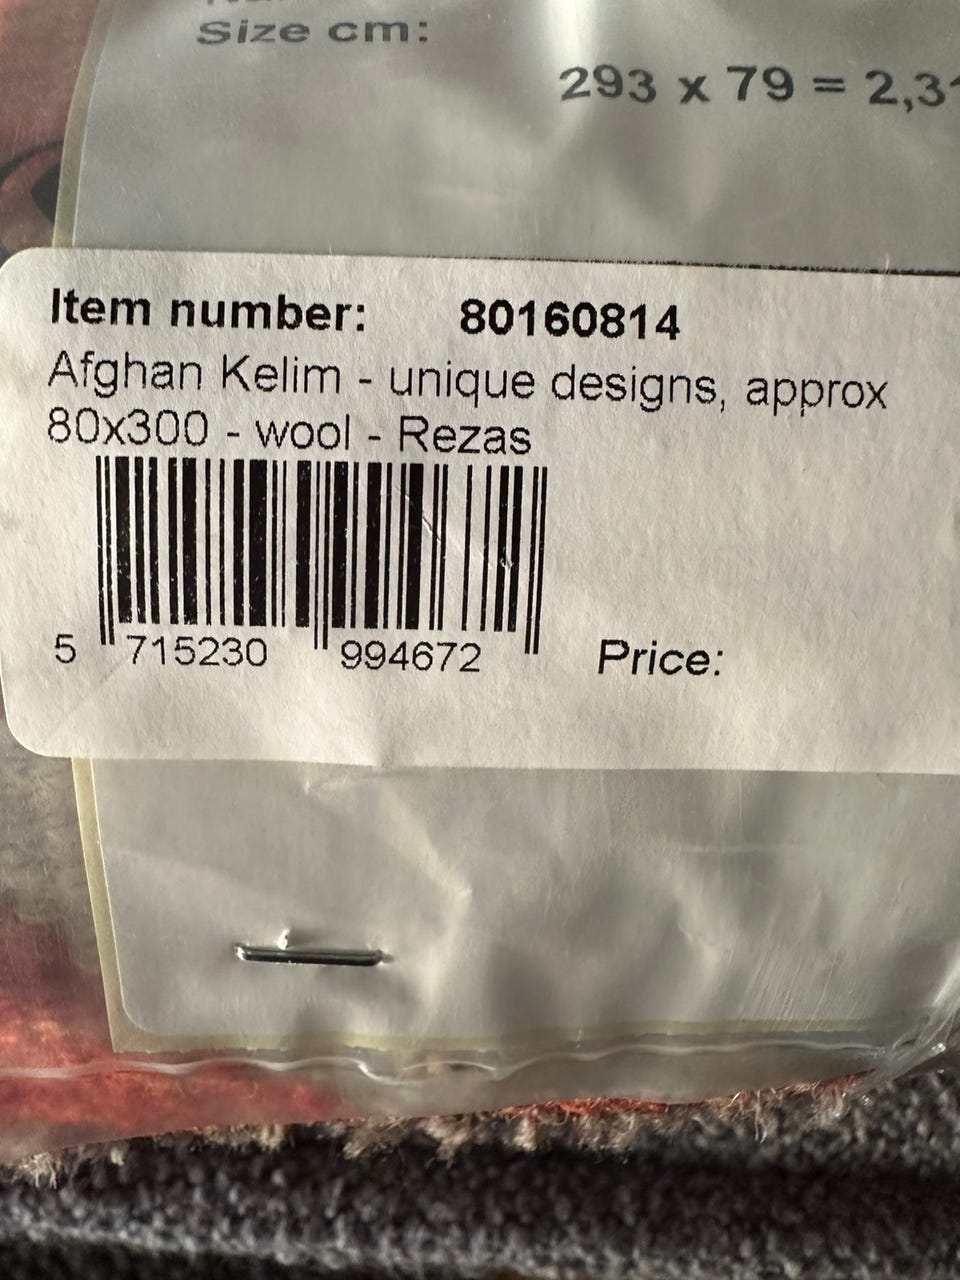 Size cm:
293 x 79 = 2,31
Item number: 80160814
Afghan Kelim - unique designs, approx
80x300 - wool - Rezas
5 715230 994672
Price: